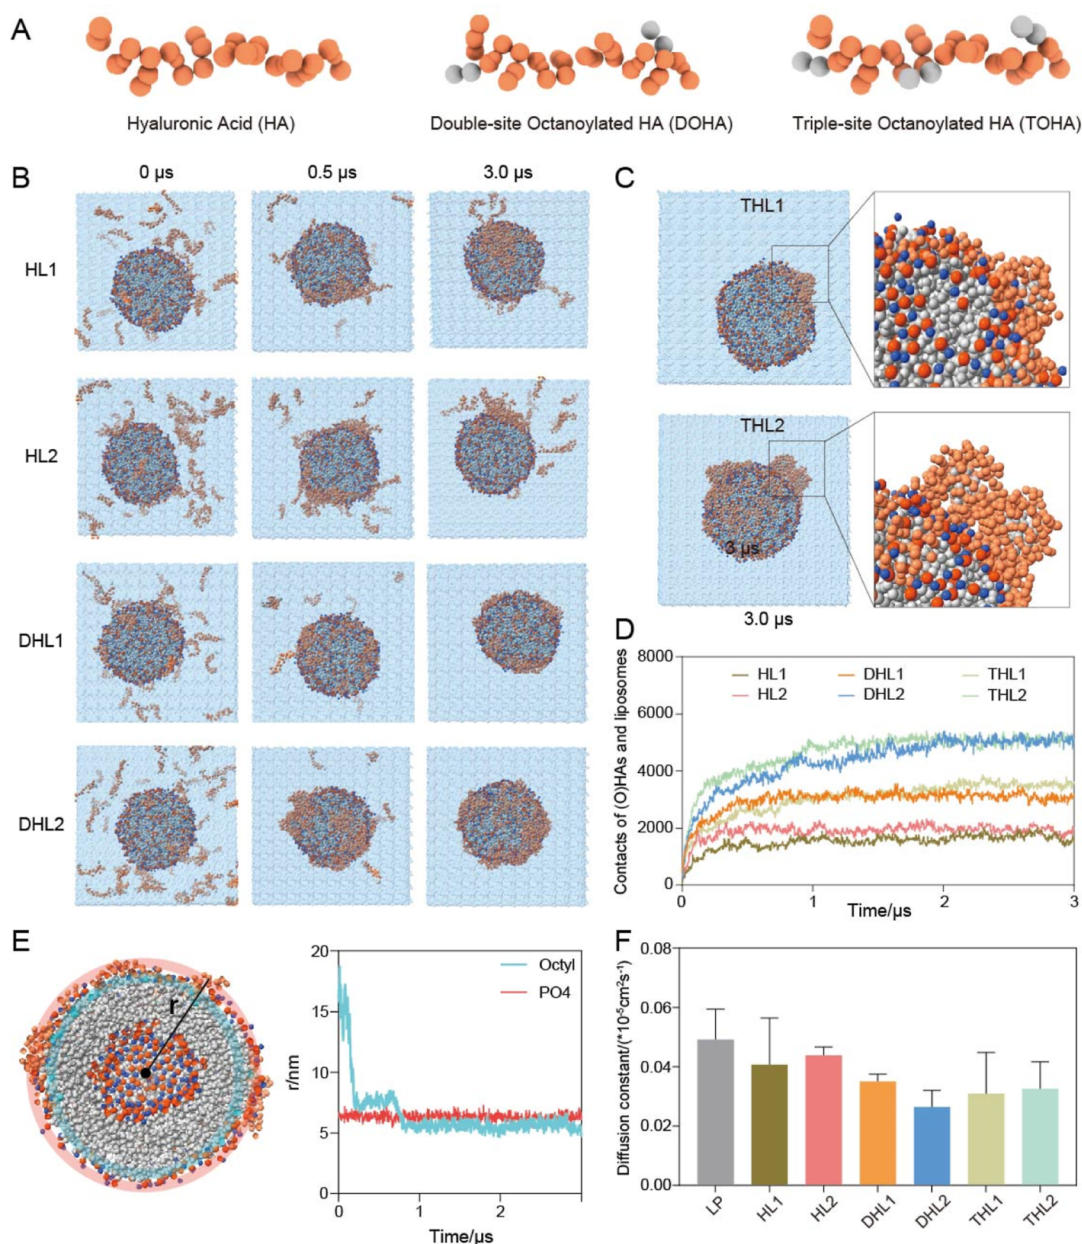 A
Hyaluronic Acid (HA)
Double-site Octanoylated HA (DOHA)
Triple-site Octanoylated HA (TOHA)
B
0 µs
0.5 µs
3.0 µs
HL1
HL2
DHL1
DHL2
C
THL1
THL2
3 µs
3.0 µs
D
Contacts of (O)HAs and liposomes
8000
6000
4000
2000
0
HL1
DHL1
THL1
HL2
DHL2
THL2
0
1
2
3
Time/µs
E
r
r/nm
20
15
10
5
0
Octyl
PO4
0
1
2
Time/µs
F
Diffusion constant/(*10⁻⁵cm²s⁻¹)
0.08
0.06
0.04
0.02
0.00
LP
HL1
HL2
DHL1
DHL2
THL1
THL2